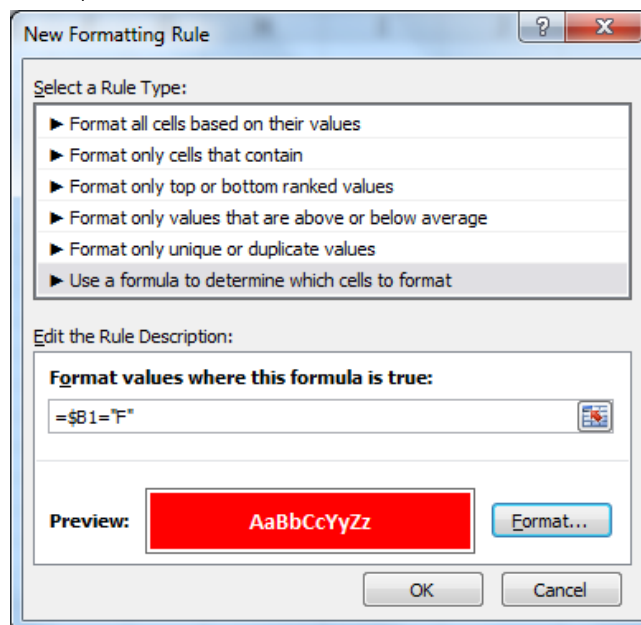 New Formatting Rule
Select a Rule Type:
► Format all cells based on their values
► Format only cells that contain
► Format only top or bottom ranked values
► Format only values that are above or below average
► Format only unique or duplicate values
► Use a formula to determine which cells to format
Edit the Rule Description:
Format values where this formula is true:
=$B1="F"
Preview:
AaBbCcYyZz
Format...
OK
Cancel